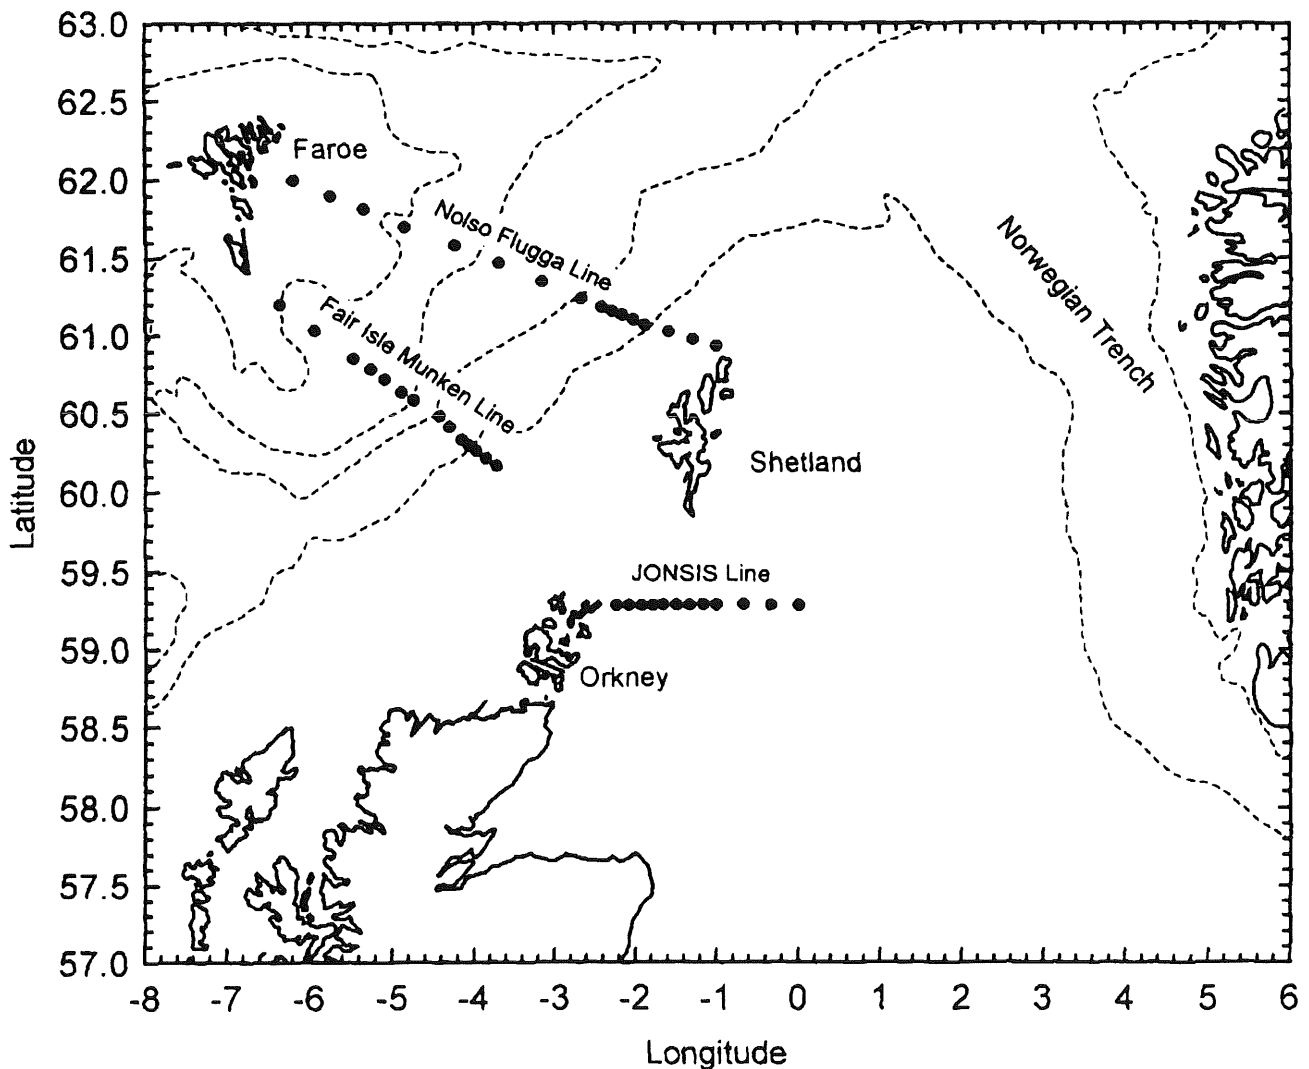 63.0
62.5
62.0
61.5
61.0
60.5
60.0
59.5
59.0
58.5
58.0
57.5
57.0
Latitude
Faroe
Nolso Flugga Line
Fair Isle Munken Line
Norwegian Trench
Shetland
JONSIS Line
Orkney
-8 -7 -6 -5 -4 -3 -2 -1 0 1 2 3 4 5 6
Longitude